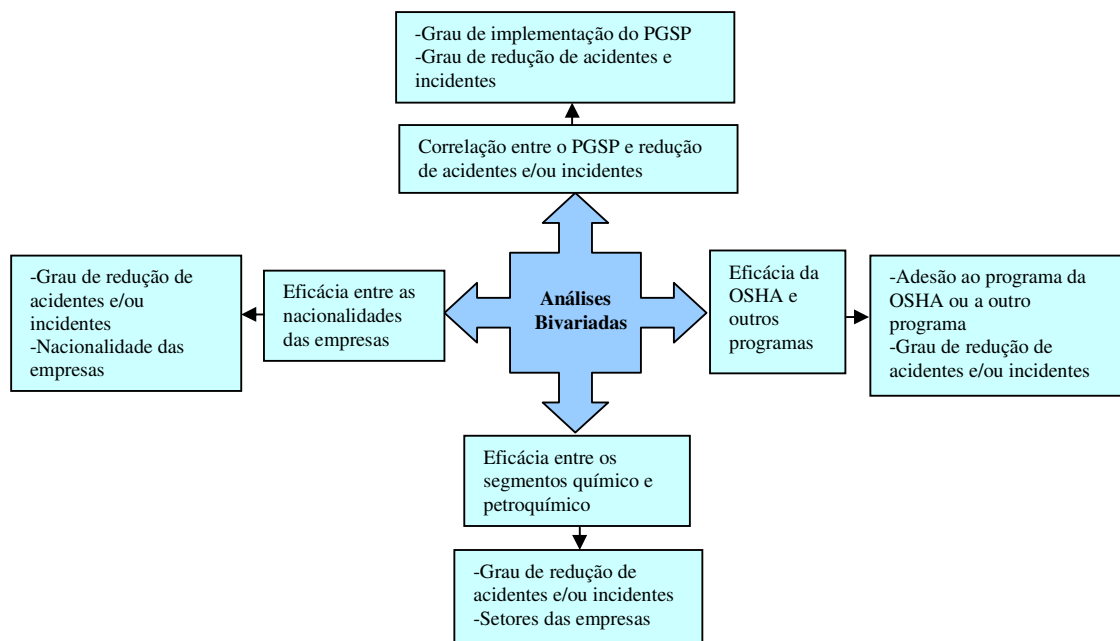 -Grau de implementação do PGSP
-Grau de redução de acidentes e
incidentes
Correlação entre o PGSP e redução
de acidentes e/ou incidentes
-Grau de redução de
acidentes e/ou
incidentes
-Nacionalidade das
empresas
Eficácia entre as
nacionalidades
das empresas
Análises
Bivariadas
Eficácia da
OSHA e
outros
programas
-Adesão ao programa da
OSHA ou a outro
programa
-Grau de redução de
acidentes e/ou incidentes
Eficácia entre os
segmentos químico e
petroquímico
-Grau de redução de
acidentes e/ou incidentes
-Setores das empresas